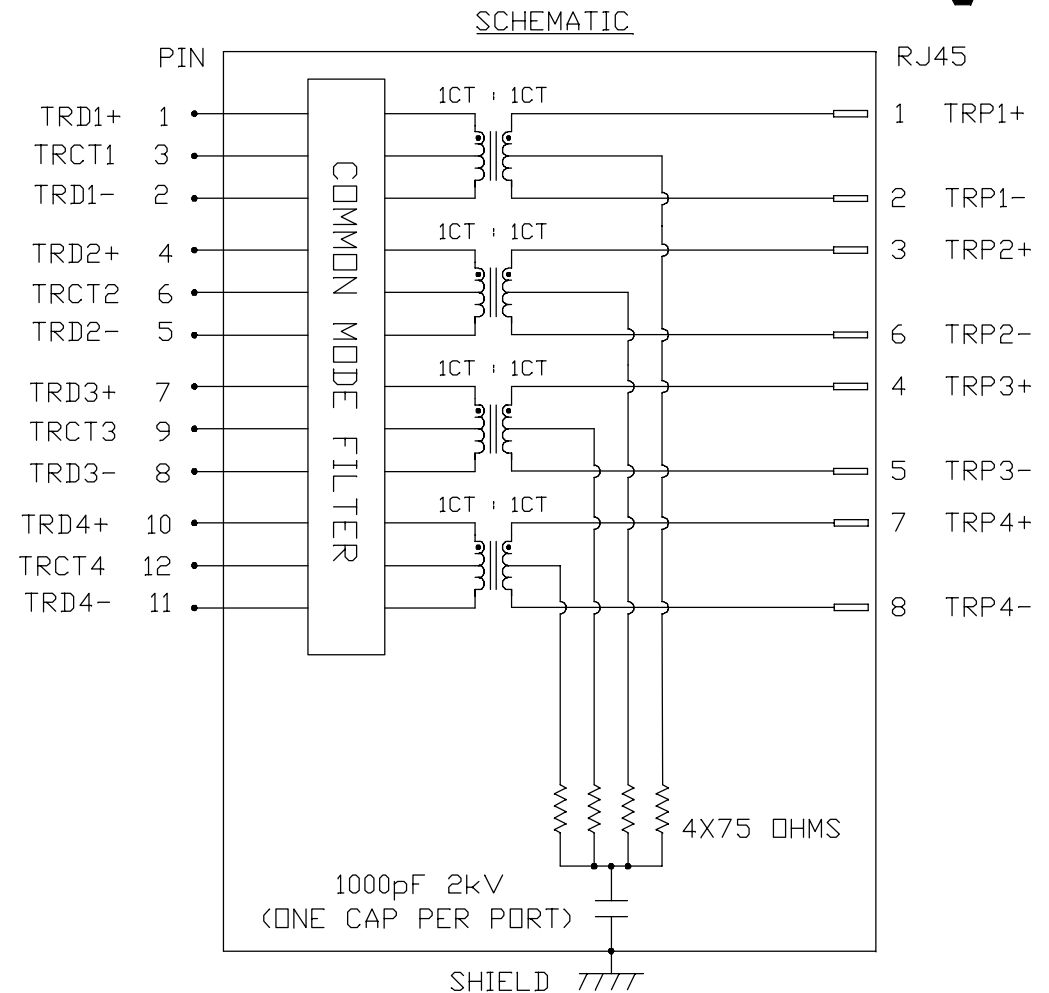 SCHEMATIC
PIN RJ45
1CT : 1CT
TRD1+ 1 1 TRP1+
TRCT1 3
TRD1- 2 2 TRP1-
1CT : 1CT
TRD2+ 4 3 TRP2+
TRCT2 6
TRD2- 5 6 TRP2-
1CT : 1CT
TRD3+ 7 4 TRP3+
TRCT3 9
TRD3- 8 5 TRP3-
1CT : 1CT
TRD4+ 10 7 TRP4+
TRCT4 12
TRD4- 11 8 TRP4-
COMMON MODE FILTER
4X75 OHMS
1000pF 2kV
(ONE CAP PER PORT)
SHIELD